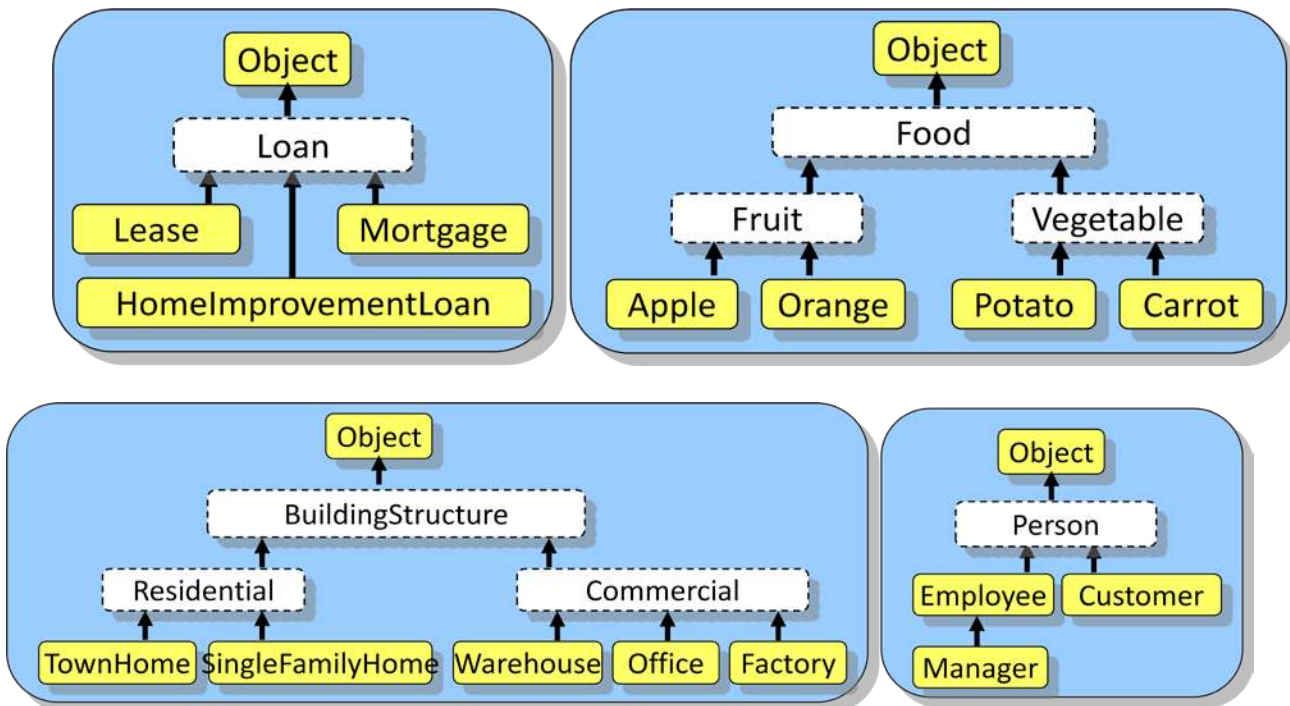 Object
Loan
Lease
Mortgage
HomeImprovementLoan
Object
Food
Fruit
Vegetable
Apple
Orange
Potato
Carrot
Object
BuildingStructure
Residential
Commercial
TownHome
SingleFamilyHome
Warehouse
Office
Factory
Object
Person
Employee
Customer
Manager